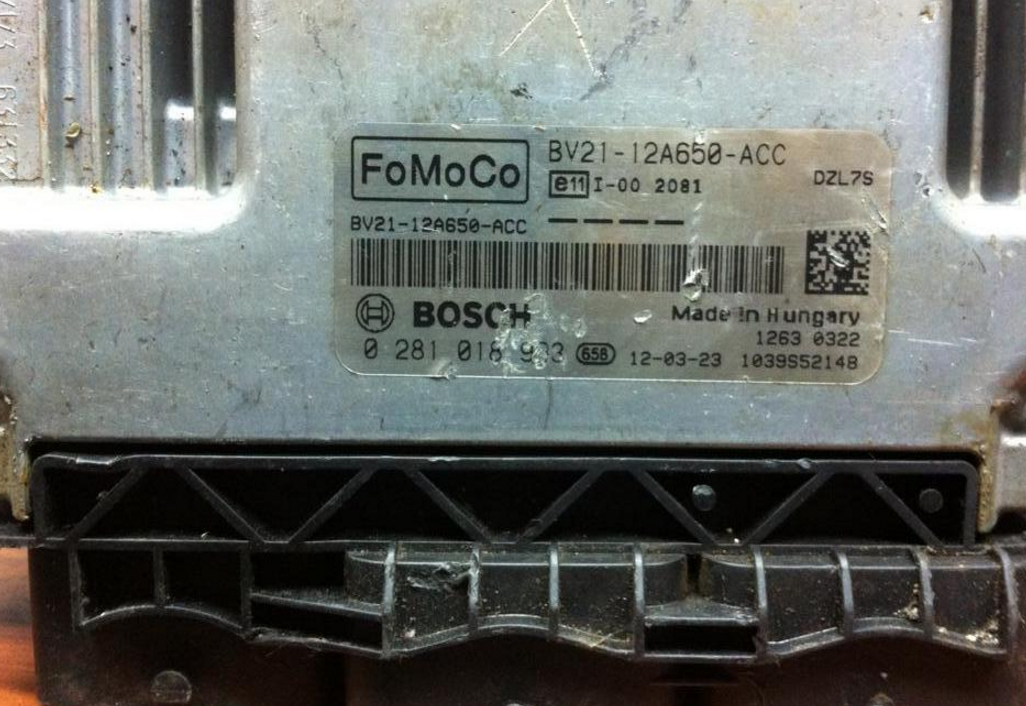 FoMoCo
BV21-12A650-ACC
e11 I-00 2081
DZL7S
BV21-12A650-ACC
----
BOSCH
Made in Hungary
1263 0322
0 281 018
658
12-03-23
1039S52148